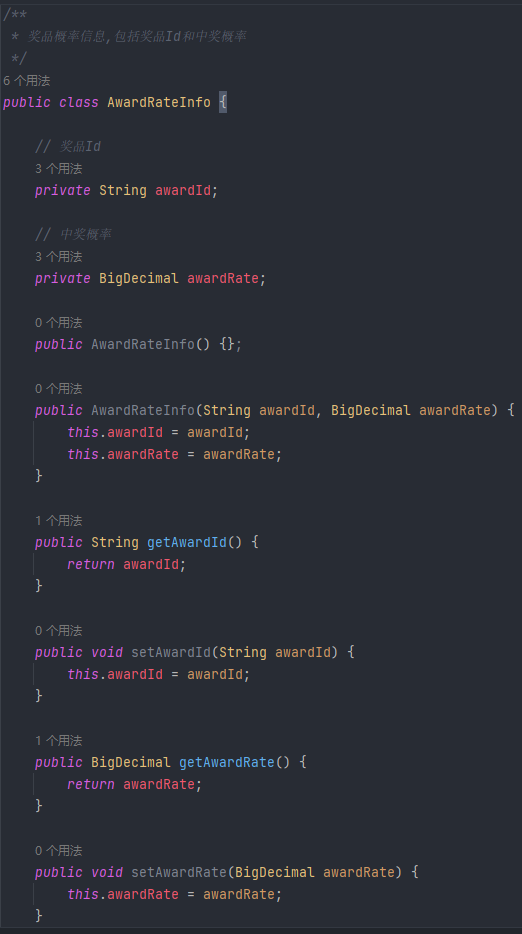 /**
 * 奖品概率信息,包括奖品Id和中奖概率
 */
6 个用法
public class AwardRateInfo {
    // 奖品Id
    3 个用法
    private String awardId;
    // 中奖概率
    3 个用法
    private BigDecimal awardRate;
    0 个用法
    public AwardRateInfo() {};
    0 个用法
    public AwardRateInfo(String awardId, BigDecimal awardRate) {
        this.awardId = awardId;
        this.awardRate = awardRate;
    }
    1 个用法
    public String getAwardId() {
        return awardId;
    }
    0 个用法
    public void setAwardId(String awardId) {
        this.awardId = awardId;
    }
    1 个用法
    public BigDecimal getAwardRate() {
        return awardRate;
    }
    0 个用法
    public void setAwardRate(BigDecimal awardRate) {
        this.awardRate = awardRate;
    }